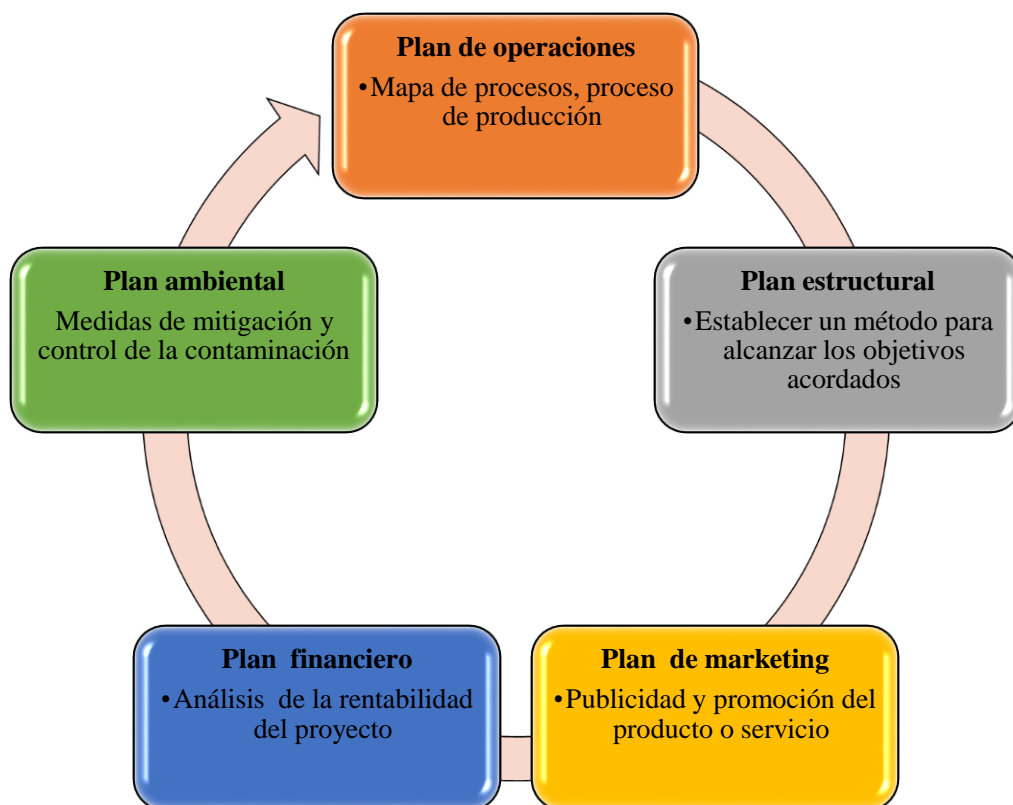 Plan de operaciones
•Mapa de procesos, proceso
de producción
Plan estructural
•Establecer un método para
alcanzar los objetivos
acordados
Plan de marketing
•Publicidad y promoción del
producto o servicio
Plan financiero
•Análisis de la rentabilidad
del proyecto
Plan ambiental
Medidas de mitigación y
control de la contaminación